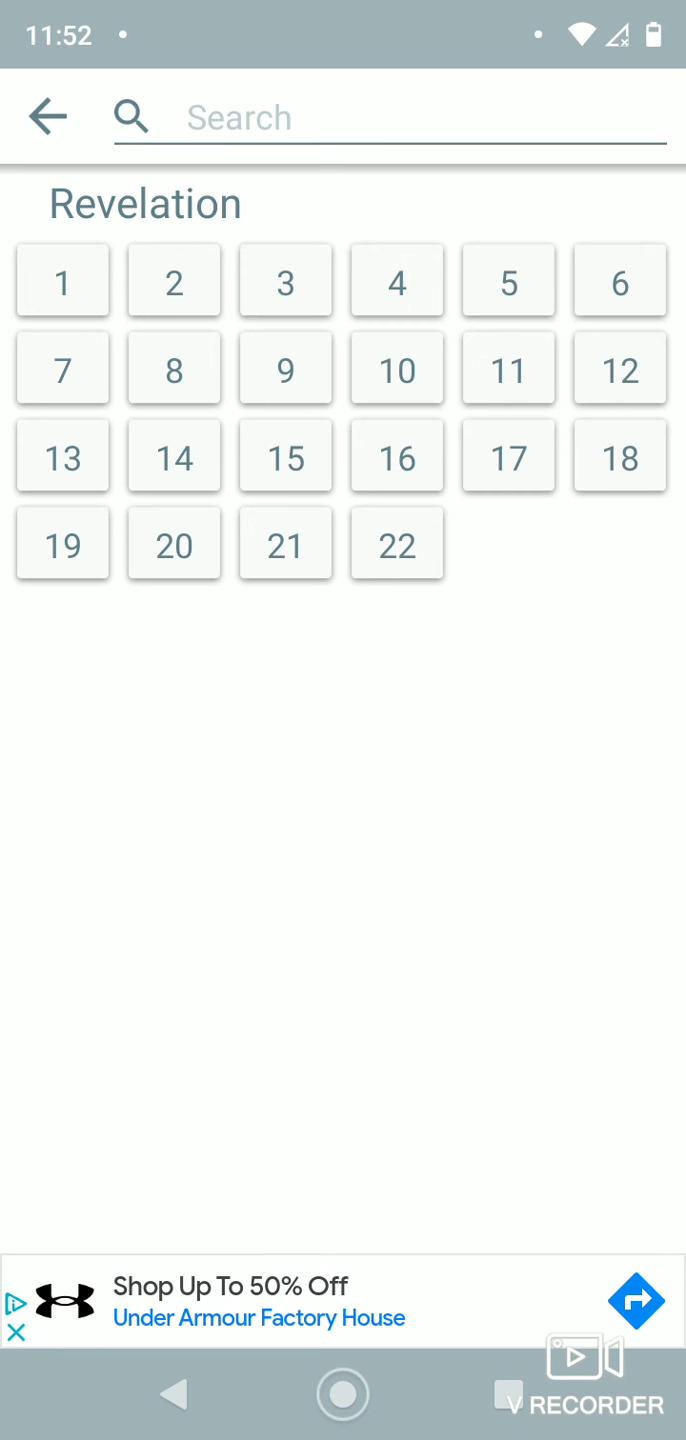 11:52
Search
Revelation
1 2 3 4 5 6
7 8 9 10 11 12
13 14 15 16 17 18
19 20 21 22
Shop Up To 50% Off
Under Armour Factory House
V RECORDER